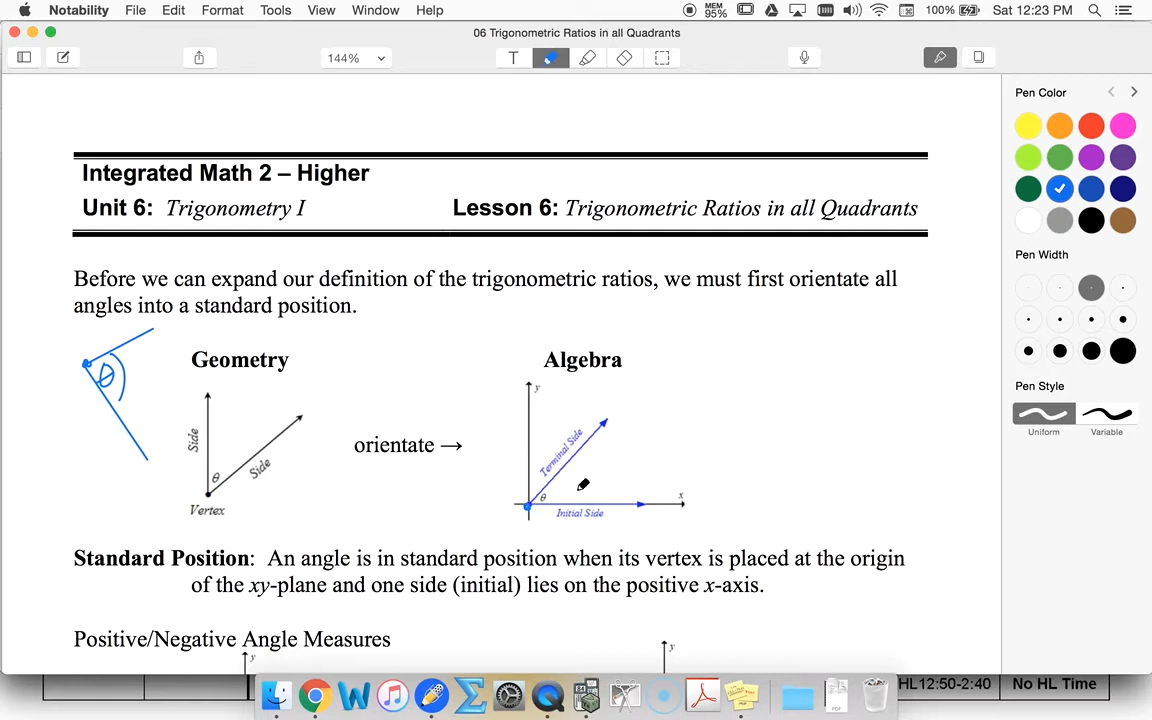 Notability File Edit Format Tools View Window Help MEM 95% 100% Sat 12:23 PM
06 Trigonometric Ratios in all Quadrants
144% T
Pen Color
Integrated Math 2 – Higher
Unit 6: Trigonometry I Lesson 6: Trigonometric Ratios in all Quadrants
Pen Width
Before we can expand our definition of the trigonometric ratios, we must first orientate all
angles into a standard position.
θ
Geometry Algebra
Pen Style
Uniform Variable
y
Side
θ
Side
Vertex
orientate →
Terminal Side
θ
x
Initial Side
Standard Position: An angle is in standard position when its vertex is placed at the origin
of the xy-plane and one side (initial) lies on the positive x-axis.
Positive/Negative Angle Measures
y y
HL12:50-2:40 No HL Time